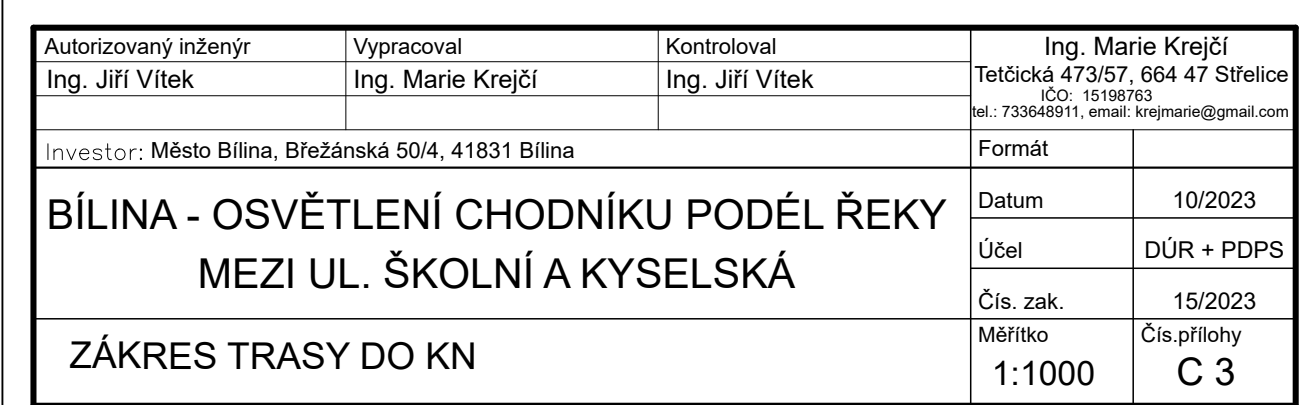 Autorizovaný inženýr
Vypracoval
Kontroloval
Ing. Jiří Vítek
Ing. Marie Krejčí
Ing. Jiří Vítek
Ing. Marie Krejčí
Tetčická 473/57, 664 47 Střelice
IČO: 15198763
tel.: 733648911, email: krejmarie@gmail.com
Investor: Město Bílina, Břežánská 50/4, 41831 Bílina
Formát
BÍLINA - OSVĚTLENÍ CHODNÍKU PODÉL ŘEKY
MEZI UL. ŠKOLNÍ A KYSELSKÁ
Datum 10/2023
Účel DÚR + PDPS
Čís. zak. 15/2023
ZÁKRES TRASY DO KN
Měřítko
1:1000
Čís.přílohy
C 3